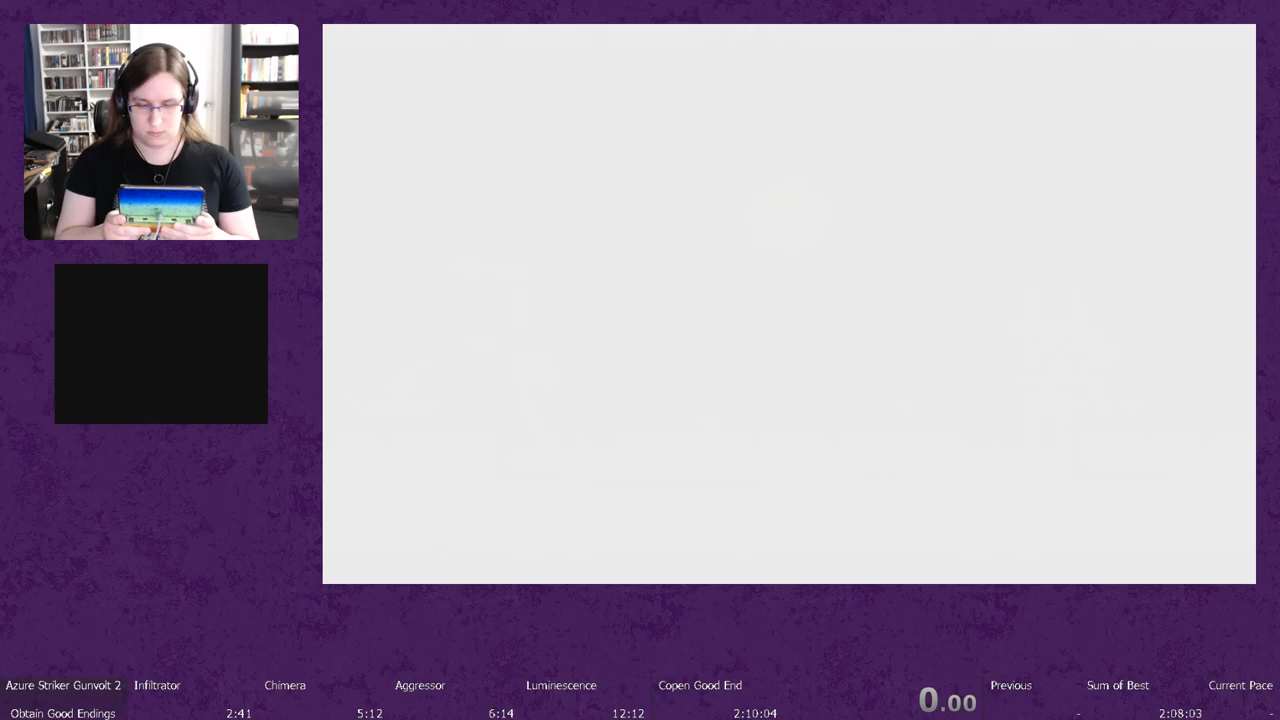 Azure Striker Gunvolt 2 Infiltrator Chimera Aggressor Luminescence Copen Good End 0.00 Previous Sum of Best Current Pace
Obtain Good Endings 2:41 5:12 6:14 12:12 2:10:04 - 2:08:03 -